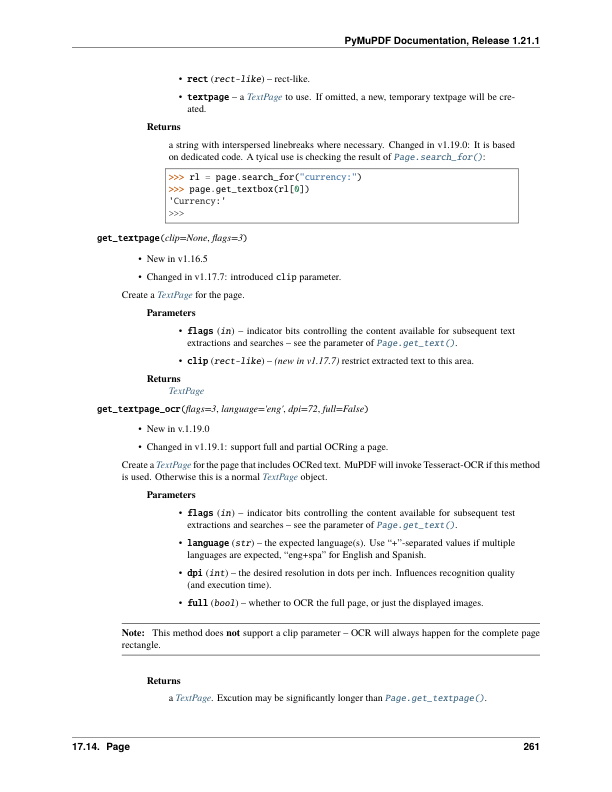 PyMuPDF Documentation, Release 1.21.1
• rect (rect-like) – rect-like.
• textpage – a TextPage to use. If omitted, a new, temporary textpage will be cre-
ated.
Returns
a string with interspersed linebreaks where necessary. Changed in v1.19.0: It is based
on dedicated code. A tyical use is checking the result of Page.search_for():
>>> rl = page.search_for("currency:")
>>> page.get_textbox(rl[0])
'Currency:'
>>>
get_textpage(clip=None, flags=3)
• New in v1.16.5
• Changed in v1.17.7: introduced clip parameter.
Create a TextPage for the page.
Parameters
• flags (in) – indicator bits controlling the content available for subsequent text
extractions and searches – see the parameter of Page.get_text().
• clip (rect-like) – (new in v1.17.7) restrict extracted text to this area.
Returns
TextPage
get_textpage_ocr(flags=3, language='eng', dpi=72, full=False)
• New in v.1.19.0
• Changed in v1.19.1: support full and partial OCRing a page.
Create a TextPage for the page that includes OCRed text. MuPDF will invoke Tesseract-OCR if this method
is used. Otherwise this is a normal TextPage object.
Parameters
• flags (in) – indicator bits controlling the content available for subsequent test
extractions and searches – see the parameter of Page.get_text().
• language (str) – the expected language(s). Use “+”-separated values if multiple
languages are expected, “eng+spa” for English and Spanish.
• dpi (int) – the desired resolution in dots per inch. Influences recognition quality
(and execution time).
• full (bool) – whether to OCR the full page, or just the displayed images.
Note: This method does not support a clip parameter – OCR will always happen for the complete page
rectangle.
Returns
a TextPage. Excution may be significantly longer than Page.get_textpage().
17.14. Page 261